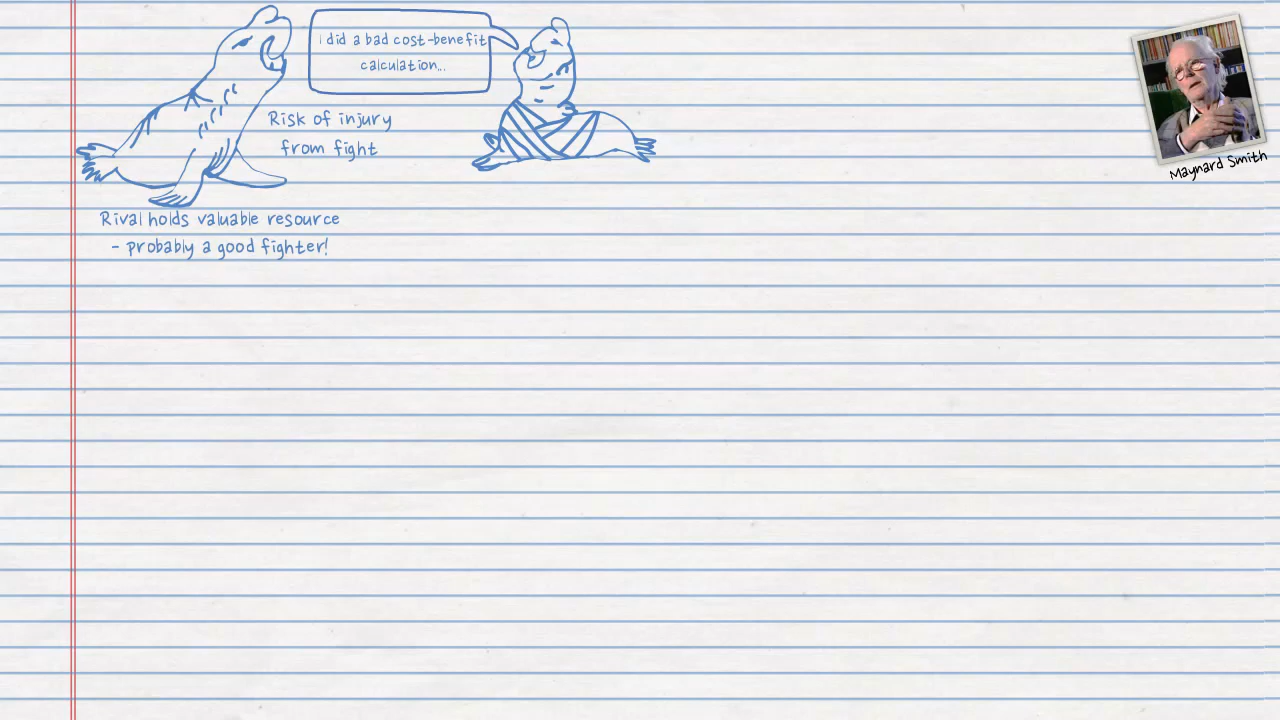 i did a bad cost-benefit
calculation...
Risk of injury
from fight
Rival holds valuable resource
- probably a good fighter!
Maynard Smith